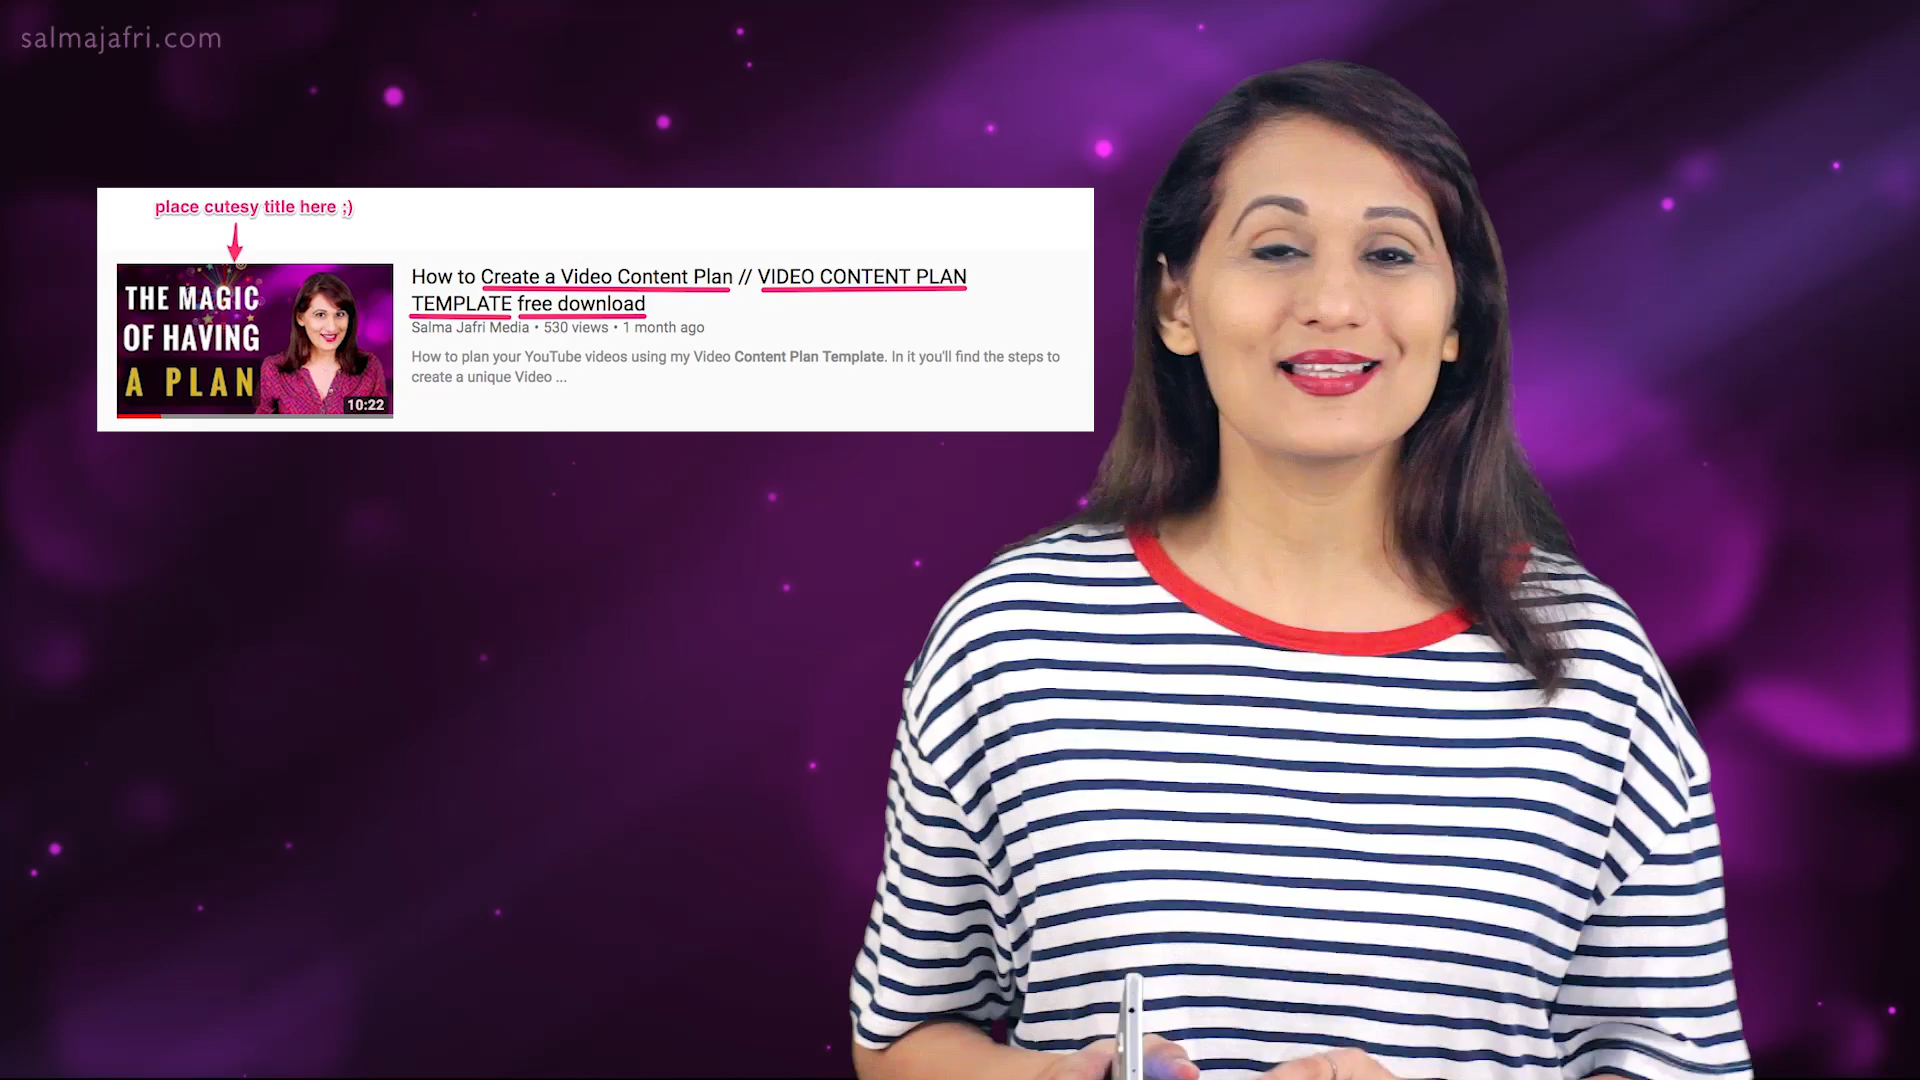 salmajafri.com
place cutesy title here ;)
THE MAGIC
OF HAVING
A PLAN
10:22
How to Create a Video Content Plan // VIDEO CONTENT PLAN
TEMPLATE free download
Salma Jafri Media • 530 views • 1 month ago
How to plan your YouTube videos using my Video Content Plan Template. In it you'll find the steps to
create a unique Video ...